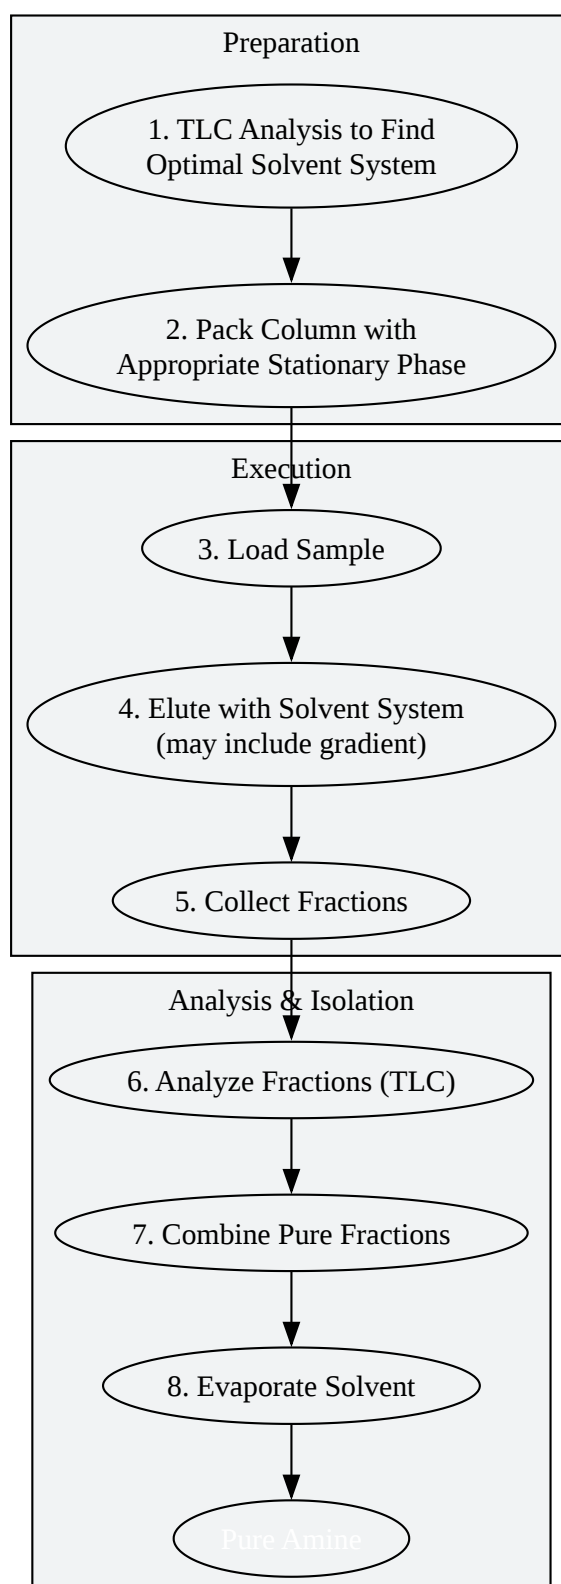 Preparation
1. TLC Analysis to Find
Optimal Solvent System
2. Pack Column with
Appropriate Stationary Phase
Execution
3. Load Sample
4. Elute with Solvent System
(may include gradient)
5. Collect Fractions
Analysis & Isolation
6. Analyze Fractions (TLC)
7. Combine Pure Fractions
8. Evaporate Solvent
Pure Amine